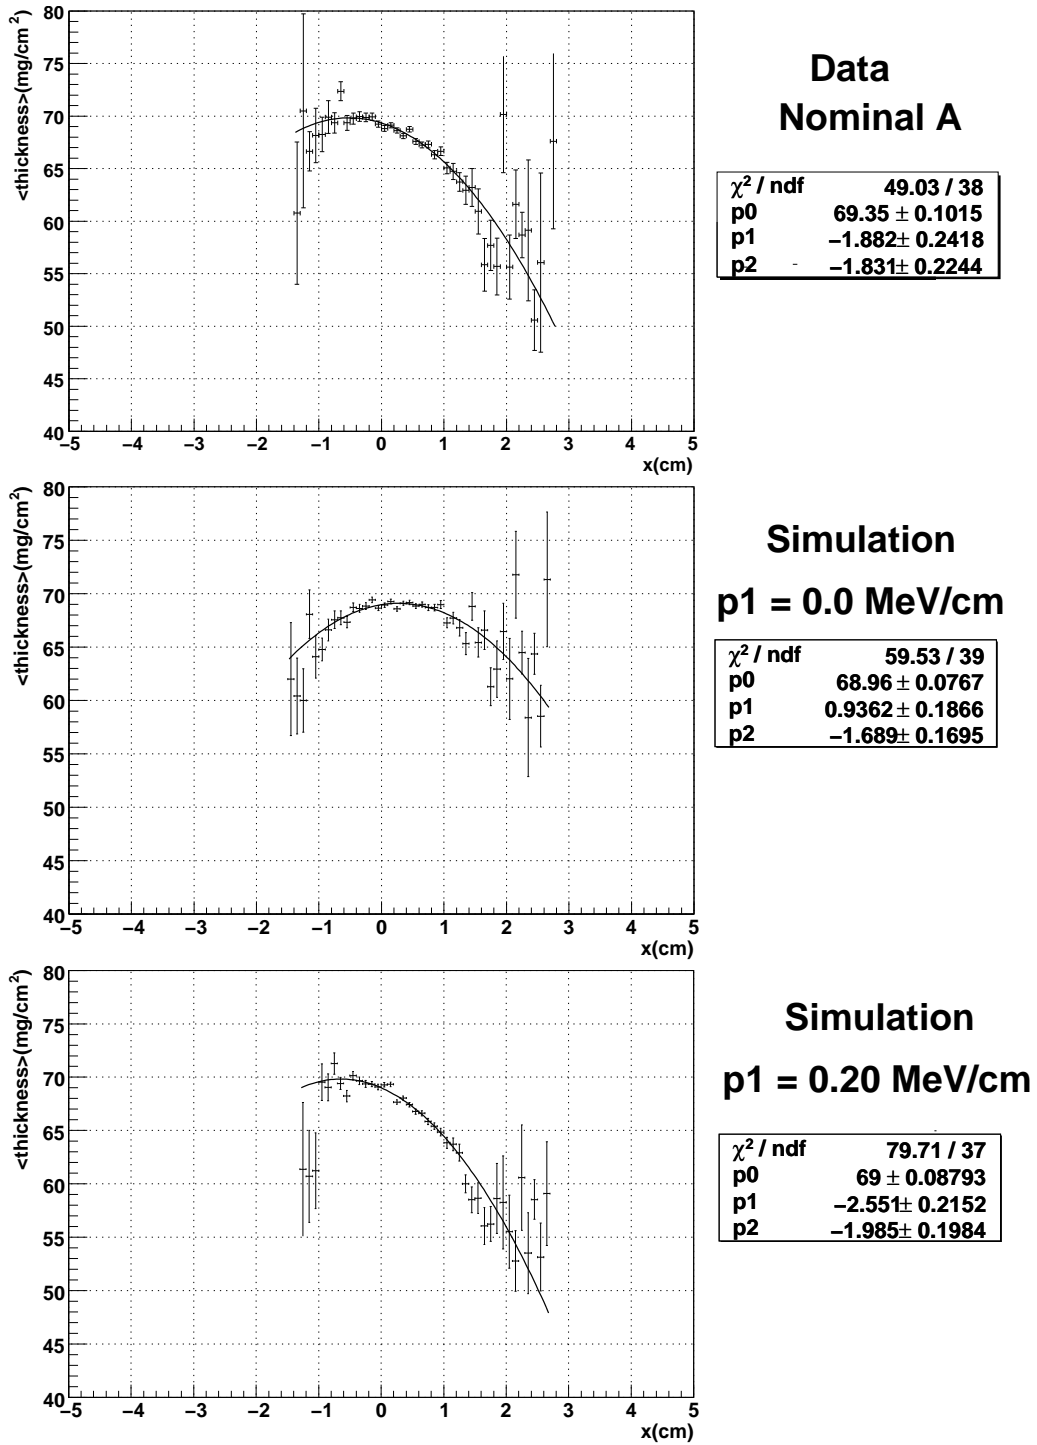 <thickness>(mg/cm²)
80
75
70
65
60
55
50
45
40
−5 −4 −3 −2 −1 0 1 2 3 4 5
x(cm)
Data
Nominal A
χ² / ndf 49.03 / 38
p0 69.35 ± 0.1015
p1 −1.882± 0.2418
p2 −1.831± 0.2244
<thickness>(mg/cm²)
80
75
70
65
60
55
50
45
40
−5 −4 −3 −2 −1 0 1 2 3 4 5
x(cm)
Simulation
p1 = 0.0 MeV/cm
χ² / ndf 59.53 / 39
p0 68.96 ± 0.0767
p1 0.9362 ± 0.1866
p2 −1.689± 0.1695
<thickness>(mg/cm²)
80
75
70
65
60
55
50
45
40
−5 −4 −3 −2 −1 0 1 2 3 4 5
x(cm)
Simulation
p1 = 0.20 MeV/cm
χ² / ndf 79.71 / 37
p0 69 ± 0.08793
p1 −2.551± 0.2152
p2 −1.985± 0.1984